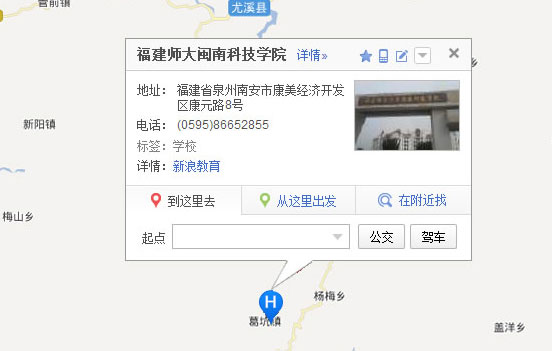 曹前镇
尤溪县
福建师大闽南科技学院 详情»
地址: 福建省泉州南安市康美经济开发
区康元路8号
电话: (0595)86652855
标签: 学校
详情: 新浪教育
到这里去
从这里出发
在附近找
起点
公交
驾车
新阳镇
梅山乡
H
葛坑镇
杨梅乡
盖洋乡